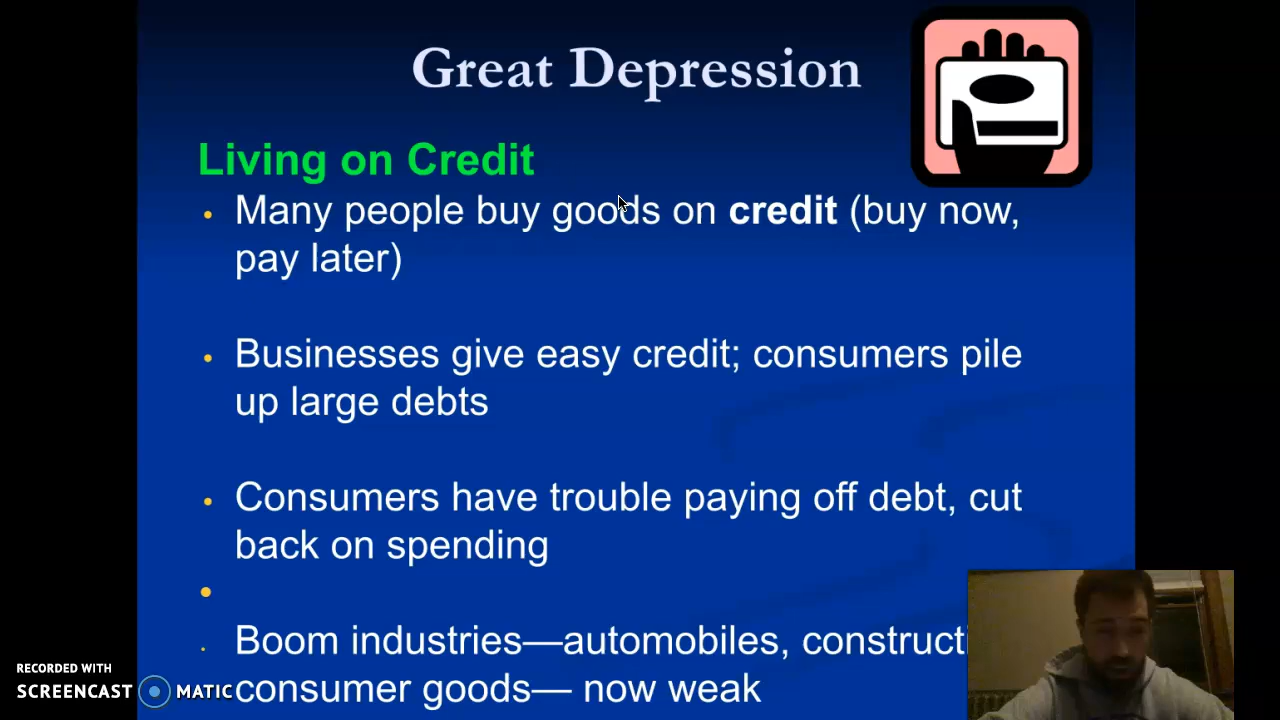 Great Depression
Living on Credit
• Many people buy goods on credit (buy now,
pay later)
• Businesses give easy credit; consumers pile
up large debts
• Consumers have trouble paying off debt, cut
back on spending
•
• Boom industries—automobiles, constructi
consumer goods— now weak
RECORDED WITH
SCREENCAST MATIC